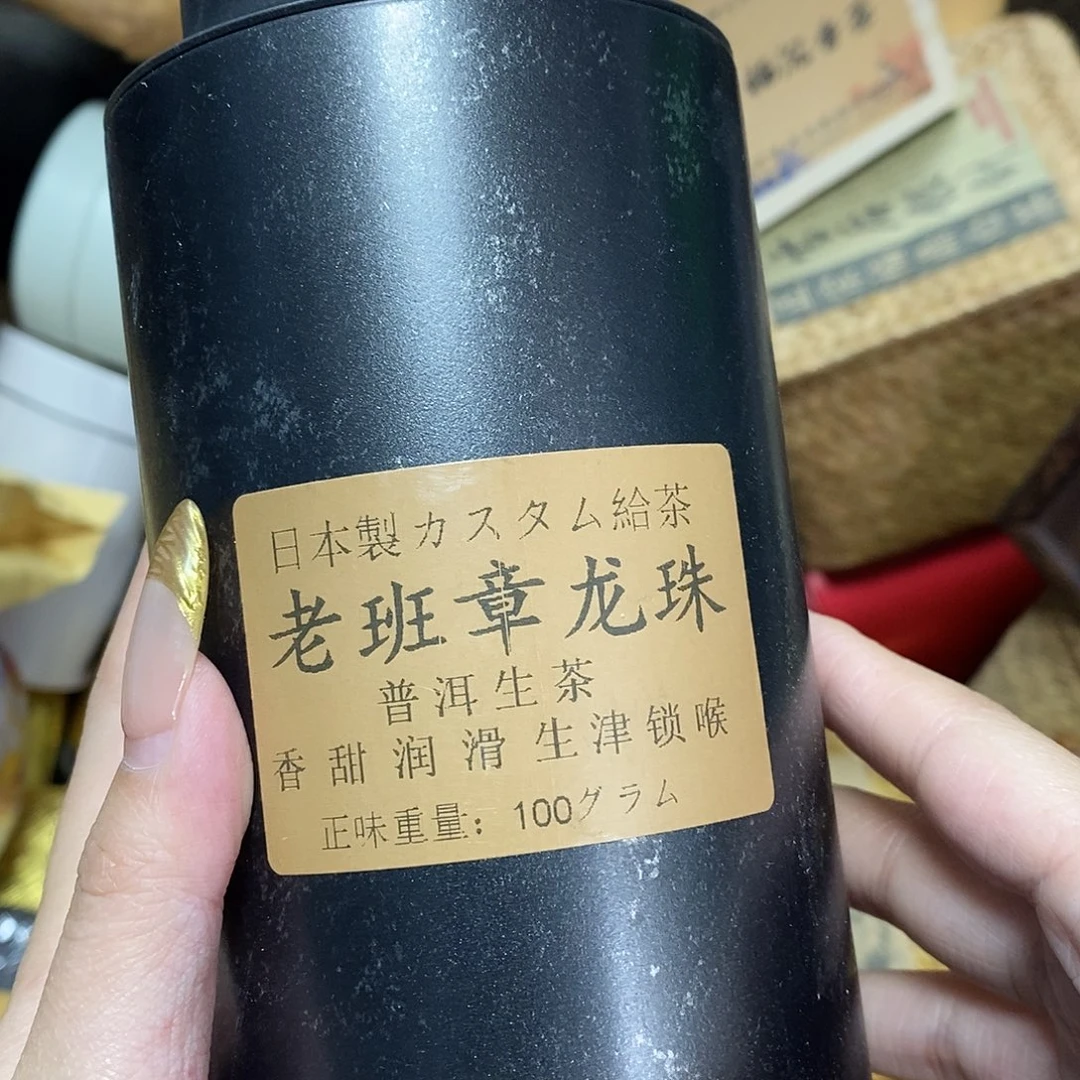 日本製カスタム給茶
老班章龙珠
普洱生茶
香甜润滑 生津锁喉
正味重量：100グラム